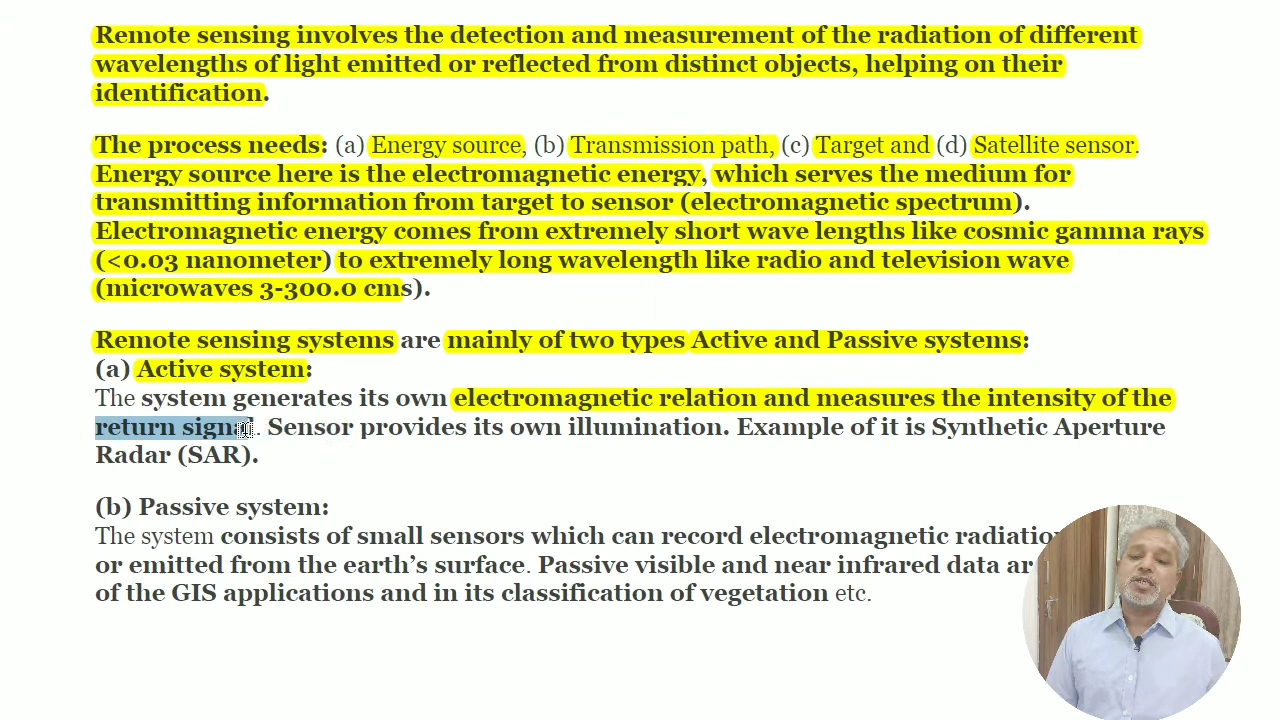 Remote sensing involves the detection and measurement of the radiation of different
wavelengths of light emitted or reflected from distinct objects, helping on their
identification.
The process needs: (a) Energy source, (b) Transmission path, (c) Target and (d) Satellite sensor.
Energy source here is the electromagnetic energy, which serves the medium for
transmitting information from target to sensor (electromagnetic spectrum).
Electromagnetic energy comes from extremely short wave lengths like cosmic gamma rays
(<0.03 nanometer) to extremely long wavelength like radio and television wave
(microwaves 3-300.0 cms).
Remote sensing systems are mainly of two types Active and Passive systems:
(a) Active system:
The system generates its own electromagnetic relation and measures the intensity of the
return signal. Sensor provides its own illumination. Example of it is Synthetic Aperture
Radar (SAR).
(b) Passive system:
The system consists of small sensors which can record electromagnetic radiation
or emitted from the earth's surface. Passive visible and near infrared data
of the GIS applications and in its classification of vegetation etc.